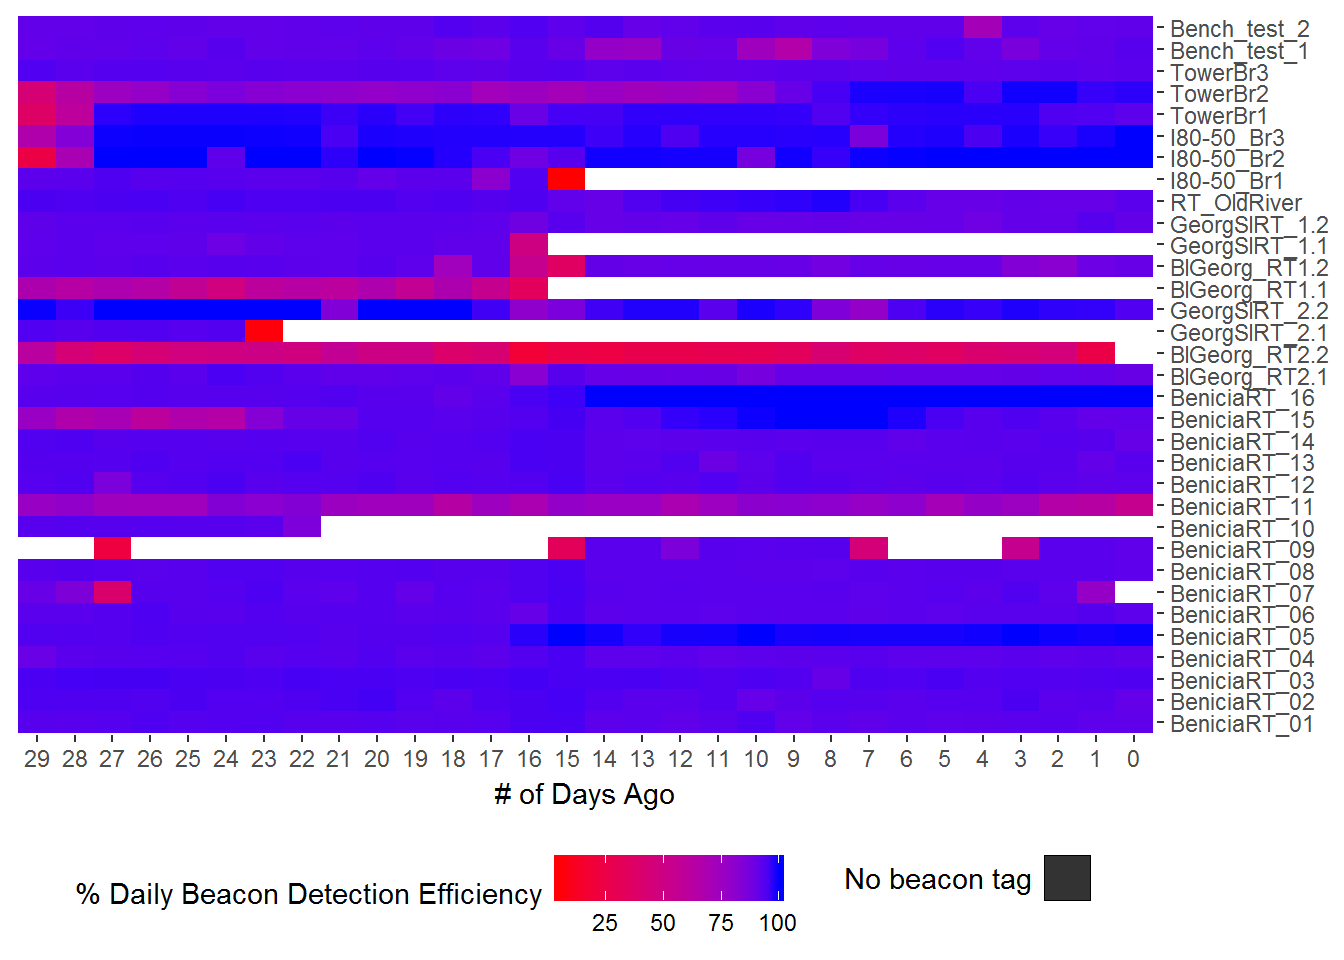 Bench_test_2
Bench_test_1
TowerBr3
TowerBr2
TowerBr1
I80-50_Br3
I80-50_Br2
I80-50_Br1
RT_OldRiver
GeorgSlRT_1.2
GeorgSlRT_1.1
BlGeorg_RT1.2
BlGeorg_RT1.1
GeorgSlRT_2.2
GeorgSlRT_2.1
BlGeorg_RT2.2
BlGeorg_RT2.1
BeniciaRT_16
BeniciaRT_15
BeniciaRT_14
BeniciaRT_13
BeniciaRT_12
BeniciaRT_11
BeniciaRT_10
BeniciaRT_09
BeniciaRT_08
BeniciaRT_07
BeniciaRT_06
BeniciaRT_05
BeniciaRT_04
BeniciaRT_03
BeniciaRT_02
BeniciaRT_01
29 28 27 26 25 24 23 22 21 20 19 18 17 16 15 14 13 12 11 10 9 8 7 6 5 4 3 2 1 0
# of Days Ago
% Daily Beacon Detection Efficiency
25 50 75 100
No beacon tag